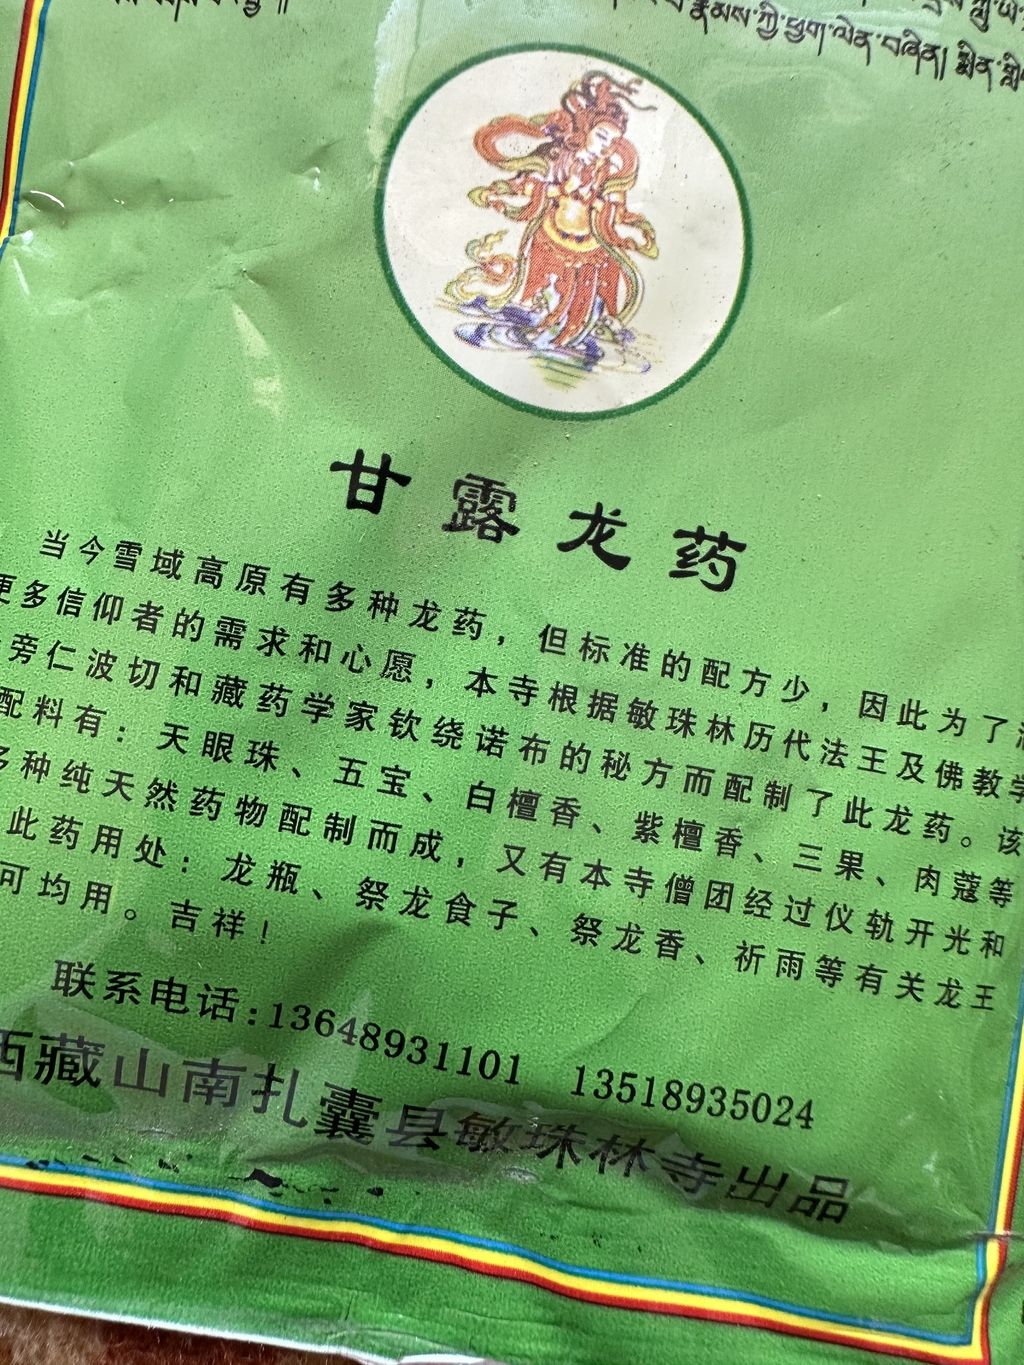 甘露龙药
当今雪域高原有多种龙药，但标准的配方少，因此为了
更多信仰者的需求和心愿，本寺根据敏珠林历代法王及佛教学
旁仁波切和藏药学家钦绕诺布的秘方而配制了此龙药。该
配料有：天眼珠、五宝、白檀香、紫檀香、三果、肉蔻等
多种纯天然药物配制而成，又有本寺僧团经过仪轨开光和
此药用处：龙瓶、祭龙食子、祭龙香、祈雨等有关龙王
可均用。吉祥！
联系电话：13648931101 13518935024
西藏山南扎囊县敏珠林寺出品